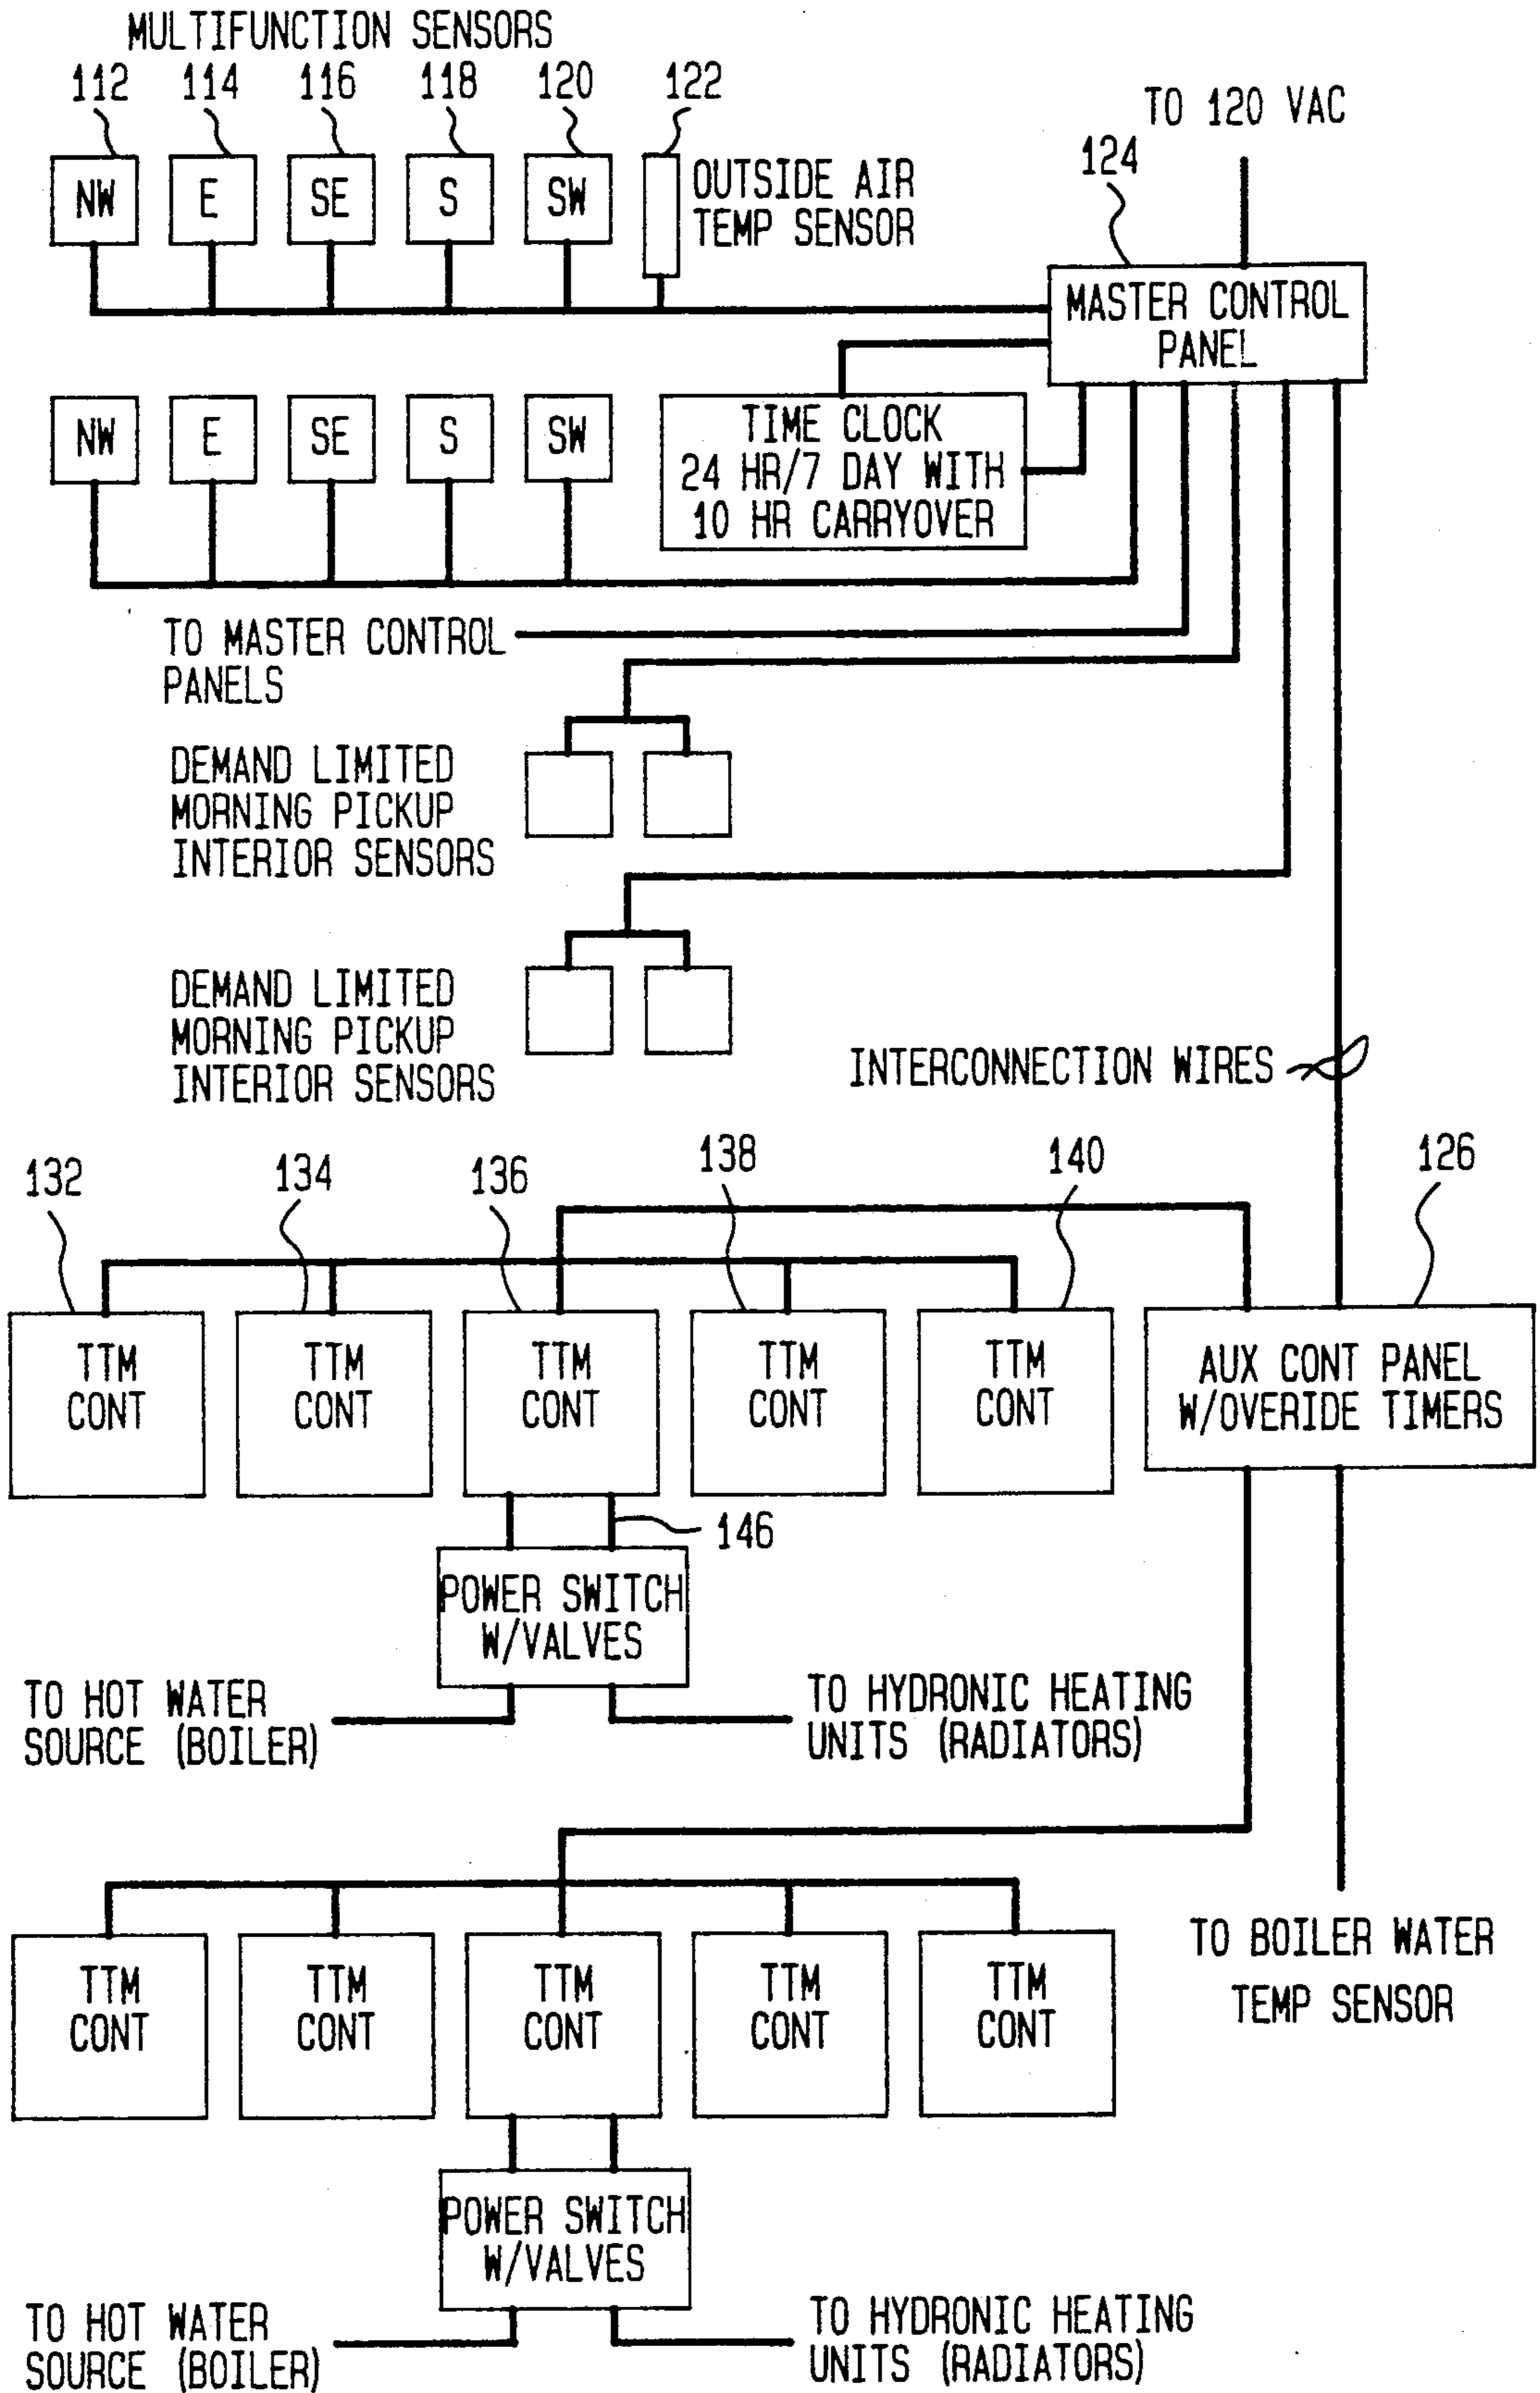 MULTIFUNCTION SENSORS
112 114 116 118 120 122
TO 120 VAC
124
NW E SE S SW
OUTSIDE AIR
TEMP SENSOR
MASTER CONTROL
PANEL
NW E SE S SW
TIME CLOCK
24 HR/7 DAY WITH
10 HR CARRYOVER
TO MASTER CONTROL
PANELS
DEMAND LIMITED
MORNING PICKUP
INTERIOR SENSORS
DEMAND LIMITED
MORNING PICKUP
INTERIOR SENSORS
INTERCONNECTION WIRES
132 134 136 138 140 126
TTM
CONT
TTM
CONT
TTM
CONT
TTM
CONT
TTM
CONT
AUX CONT PANEL
W/OVERIDE TIMERS
146
POWER SWITCH
W/VALVES
TO HOT WATER
SOURCE (BOILER)
TO HYDRONIC HEATING
UNITS (RADIATORS)
TTM
CONT
TTM
CONT
TTM
CONT
TTM
CONT
TTM
CONT
TO BOILER WATER
TEMP SENSOR
POWER SWITCH
W/VALVES
TO HOT WATER
SOURCE (BOILER)
TO HYDRONIC HEATING
UNITS (RADIATORS)